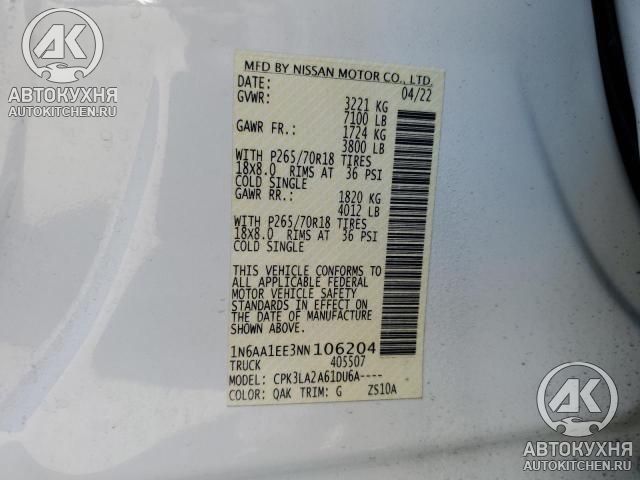 АВТОКУХНЯ
AUTOKITCHEN.RU
MFD BY NISSAN MOTOR CO., LTD.
DATE: 04/22
GVWR: 3221 KG
7100 LB
GAWR FR.: 1724 KG
3800 LB
WITH P265/70R18 TIRES
18X8.0 RIMS AT 36 PSI
COLD SINGLE
GAWR RR.: 1820 KG
4012 LB
WITH P265/70R18 TIRES
18X8.0 RIMS AT 36 PSI
COLD SINGLE
THIS VEHICLE CONFORMS TO
ALL APPLICABLE FEDERAL
MOTOR VEHICLE SAFETY
STANDARDS IN EFFECT ON
THE DATE OF MANUFACTURE
SHOWN ABOVE.
1N6AA1EE3NN106204
TRUCK 405507
MODEL: CPK3LA2A61DU6A----
COLOR: QAK TRIM: G ZS10A
АВТОКУХНЯ
AUTOKITCHEN.RU